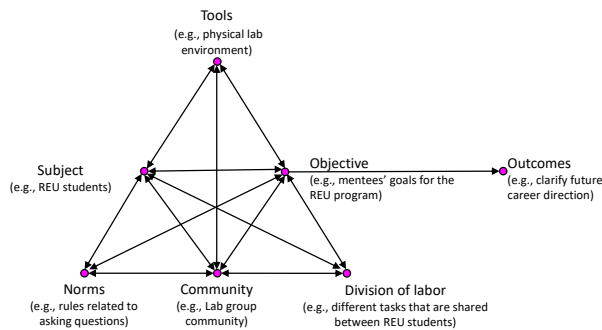 Tools
(e.g., physical lab
environment)
Subject
(e.g., REU students)
Objective
(e.g., mentees' goals for the
REU program)
Outcomes
(e.g., clarify future
career direction)
Norms
(e.g., rules related to
asking questions)
Community
(e.g., Lab group
community)
Division of labor
(e.g., different tasks that are shared
between REU students)